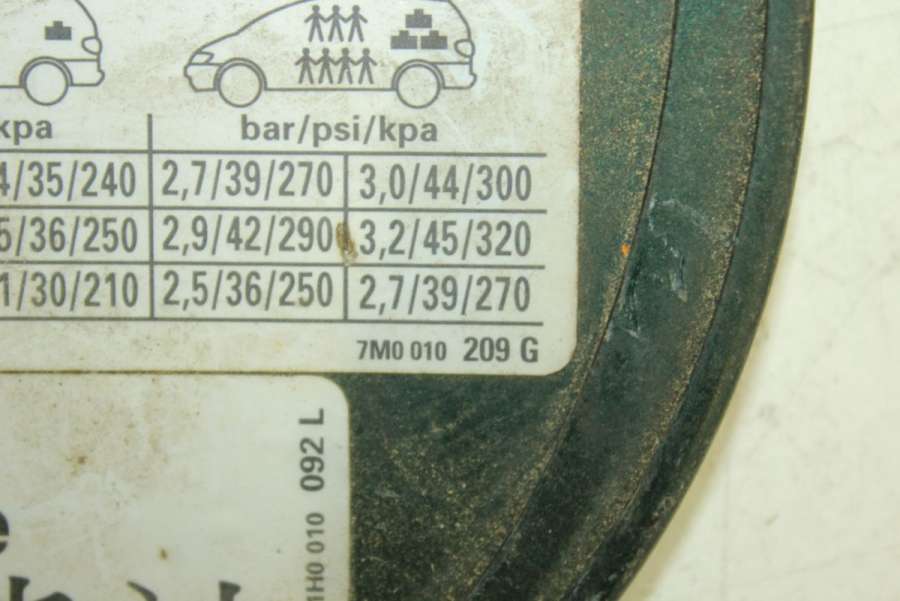 kpa bar/psi/kpa
4/35/240 2,7/39/270 3,0/44/300
5/36/250 2,9/42/290 3,2/45/320
1/30/210 2,5/36/250 2,7/39/270
7M0 010 209 G
1H0 010 092 L
e